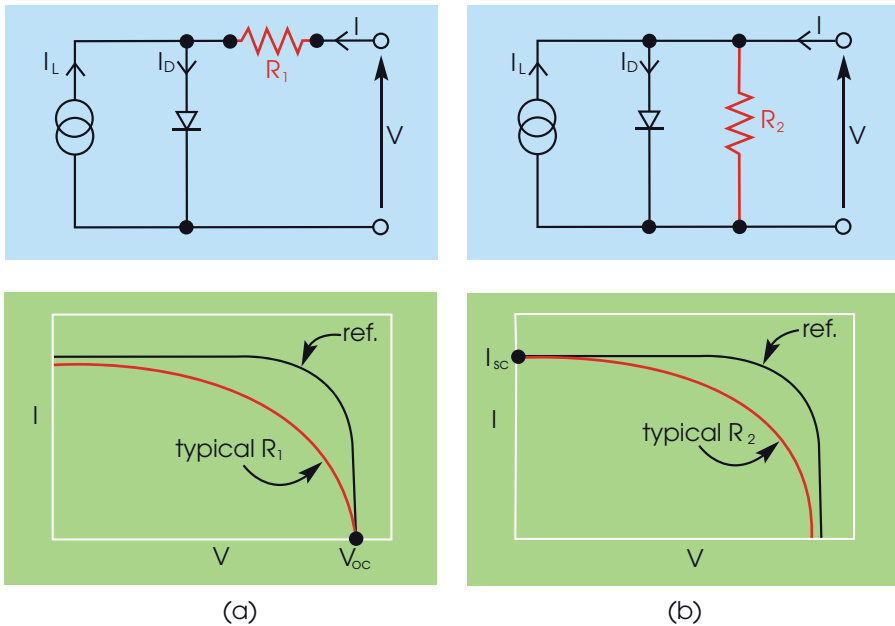 I
I
I_L
I_D
R_1
V
I_L
I_D
R_2
V
ref.
I
typical R_1
V
V_oc
I_sc
ref.
I
typical R_2
V
(a)
(b)